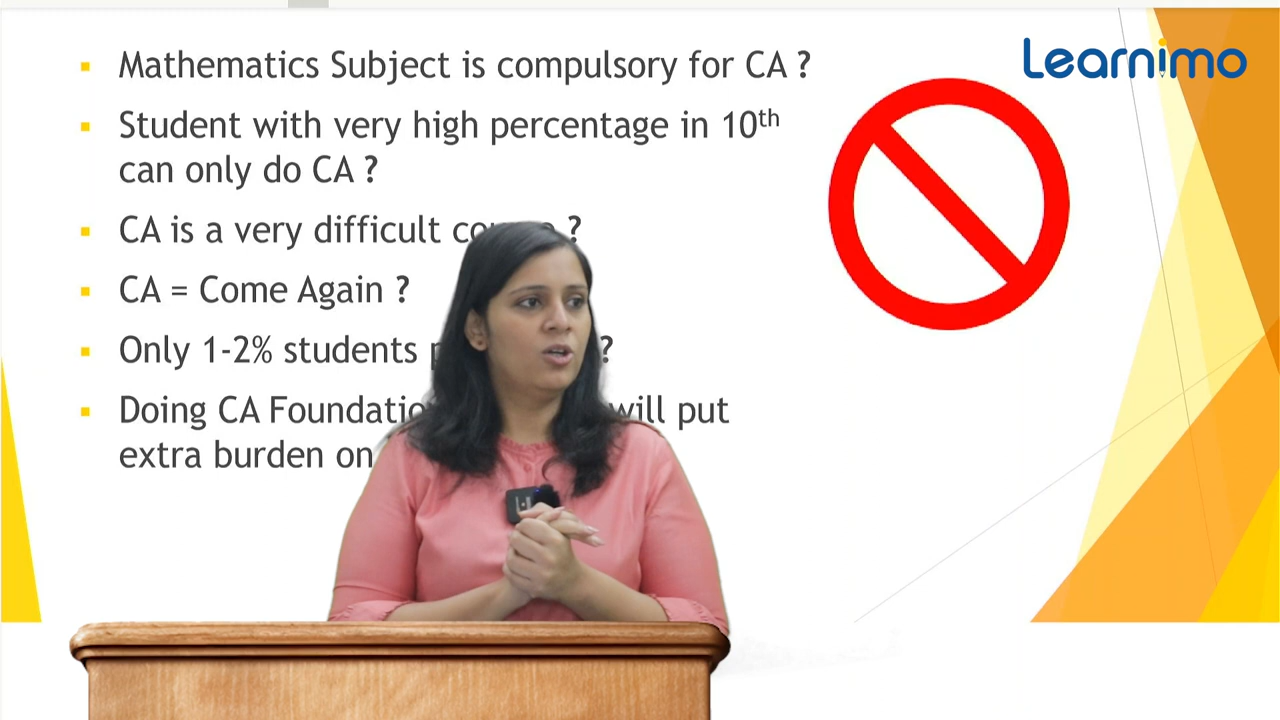 Learnimo
Mathematics Subject is compulsory for CA ?
Student with very high percentage in 10th
can only do CA ?
CA is a very difficult ?
CA = Come Again ?
Only 1-2% students ?
Doing CA will put
extra burden on